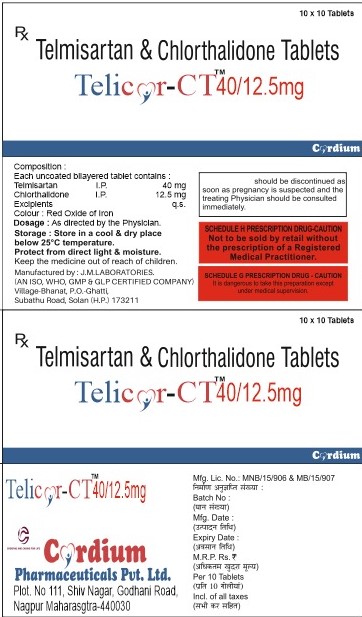 10 x 10 Tablets
Rx
Telmisartan & Chlorthalidone Tablets
Telicor-CT™ 40/12.5mg
Cordium
Composition :
Each uncoated bilayered tablet contains :
Telmisartan I.P. 40 mg
Chlorthalidone I.P. 12.5 mg
Excipients q.s.
Colour : Red Oxide of Iron
Dosage : As directed by the Physician.
Storage : Store in a cool & dry place
below 25°C temperature.
Protect from direct light & moisture.
Keep the medicine out of reach of children.
Manufactured by : J.M.LABORATORIES.
(AN ISO, WHO, GMP & GLP CERTIFIED COMPANY)
Village-Bhanat, P.O.-Ghatti,
Subathu Road, Solan (H.P.) 173211
should be discontinued as
soon as pregnancy is suspected and the
treating Physician should be consulted
immediately.
SCHEDULE H PRESCRIPTION DRUG-CAUTION
Not to be sold by retail without
the prescription of a Registered
Medical Practitioner.
SCHEDULE G PRESCRIPTION DRUG - CAUTION
It is dangerous to take this preparation except
under medical supervision.
10 x 10 Tablets
Rx
Telmisartan & Chlorthalidone Tablets
Telicor-CT™ 40/12.5mg
Cordium
Telicor-CT™ 40/12.5mg
Cordium
Pharmaceuticals Pvt. Ltd.
Plot. No 111, Shiv Nagar, Godhani Road,
Nagpur Maharasgtra-440030
Mfg. Lic. No.: MNB/15/906 & MB/15/907
निर्माण अनुज्ञप्ति संख्या :
Batch No :
(घान संख्या)
Mfg. Date :
(उत्पादन तिथि)
Expiry Date :
(अवसान तिथि)
M.R.P. Rs. ₹
(अधिकतम खुदरा मूल्य)
Per 10 Tablets
(प्रति 10 गोलीयां)
Incl. of all taxes
(सभी कर सहित)